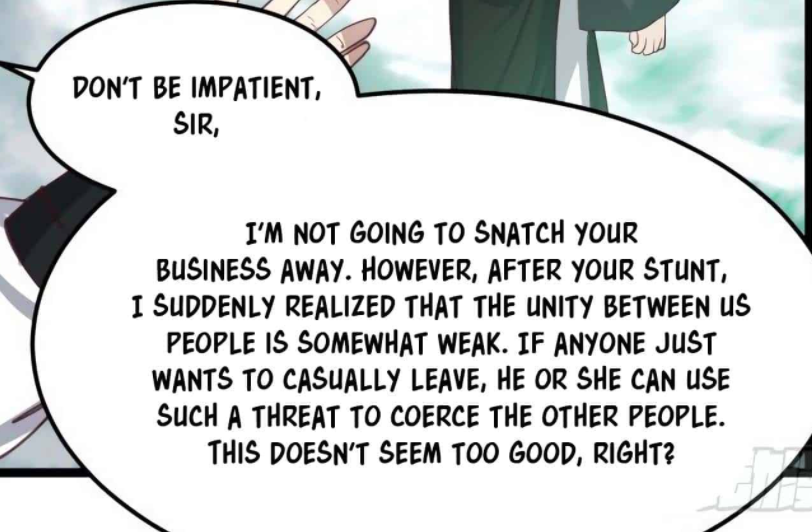 DON'T BE IMPATIENT,
SIR,
I'M NOT GOING TO SNATCH YOUR
BUSINESS AWAY. HOWEVER, AFTER YOUR STUNT,
I SUDDENLY REALIZED THAT THE UNITY BETWEEN US
PEOPLE IS SOMEWHAT WEAK. IF ANYONE JUST
WANTS TO CASUALLY LEAVE, HE OR SHE CAN USE
SUCH A THREAT TO COERCE THE OTHER PEOPLE.
THIS DOESN'T SEEM TOO GOOD, RIGHT?